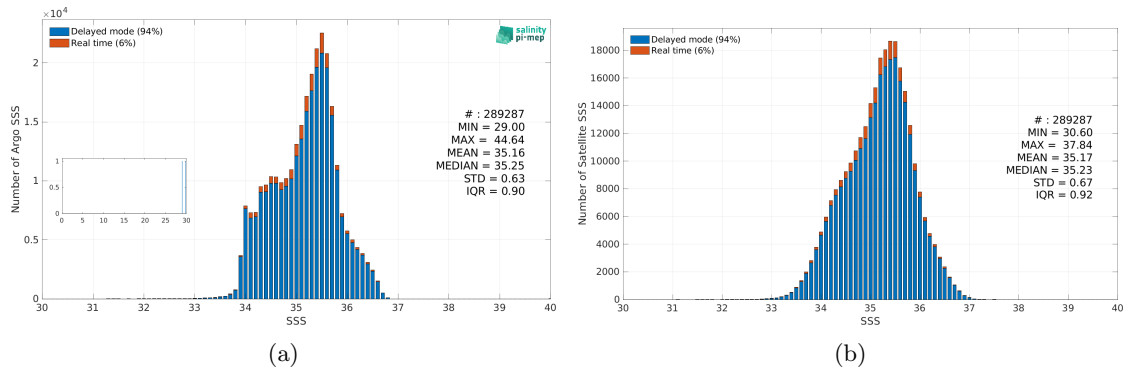 ×10⁴
Delayed mode (94%)
Real time (6%)
salinity
pi-mep
2
1.5
1
0.5
0
Number of Argo SSS
# : 289287
MIN = 29.00
MAX = 44.64
MEAN = 35.16
MEDIAN = 35.25
STD = 0.63
IQR = 0.90
1
0.5
0
0 5 10 15 20 25 30
30 31 32 33 34 35 36 37 38 39 40
SSS
(a)
Delayed mode (94%)
Real time (6%)
18000
16000
14000
12000
10000
8000
6000
4000
2000
0
Number of Satellite SSS
# : 289287
MIN = 30.60
MAX = 37.84
MEAN = 35.17
MEDIAN = 35.23
STD = 0.67
IQR = 0.92
30 31 32 33 34 35 36 37 38 39 40
SSS
(b)